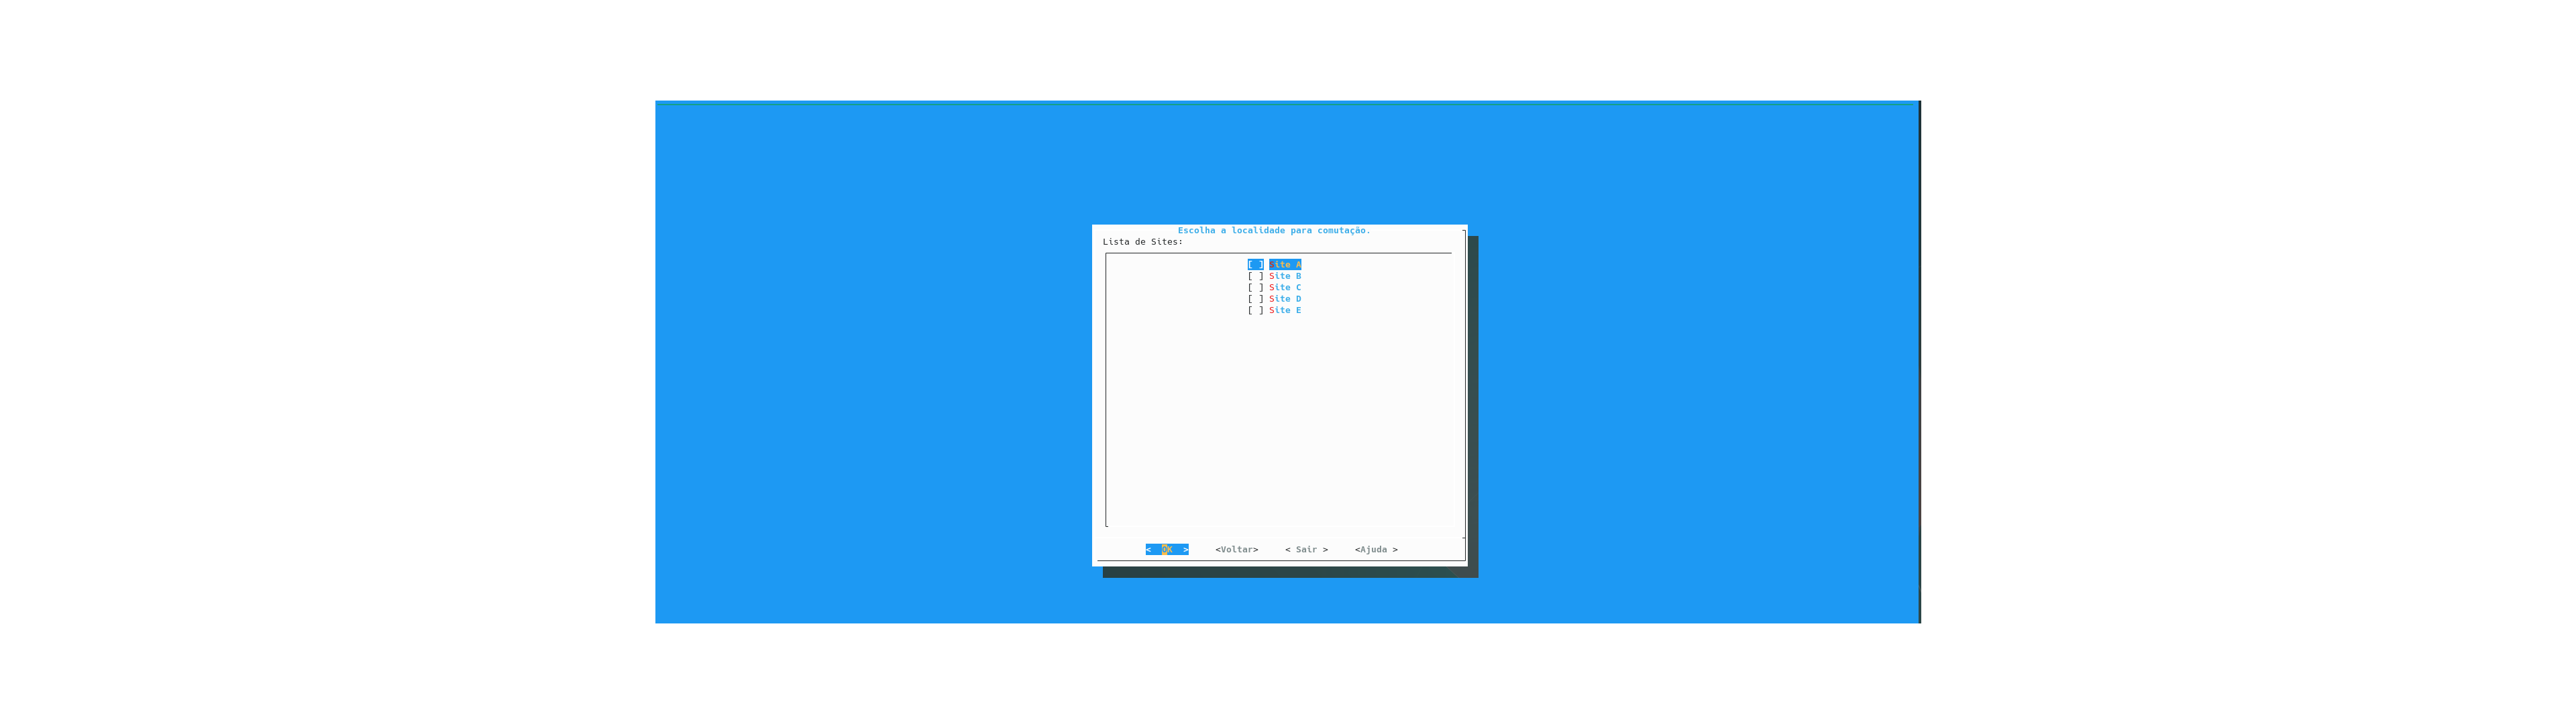 Escolha a localidade para comutação.
Lista de Sites:
[ ] Site A
[ ] Site B
[ ] Site C
[ ] Site D
[ ] Site E
<  OK  > <Voltar> < Sair > <Ajuda >